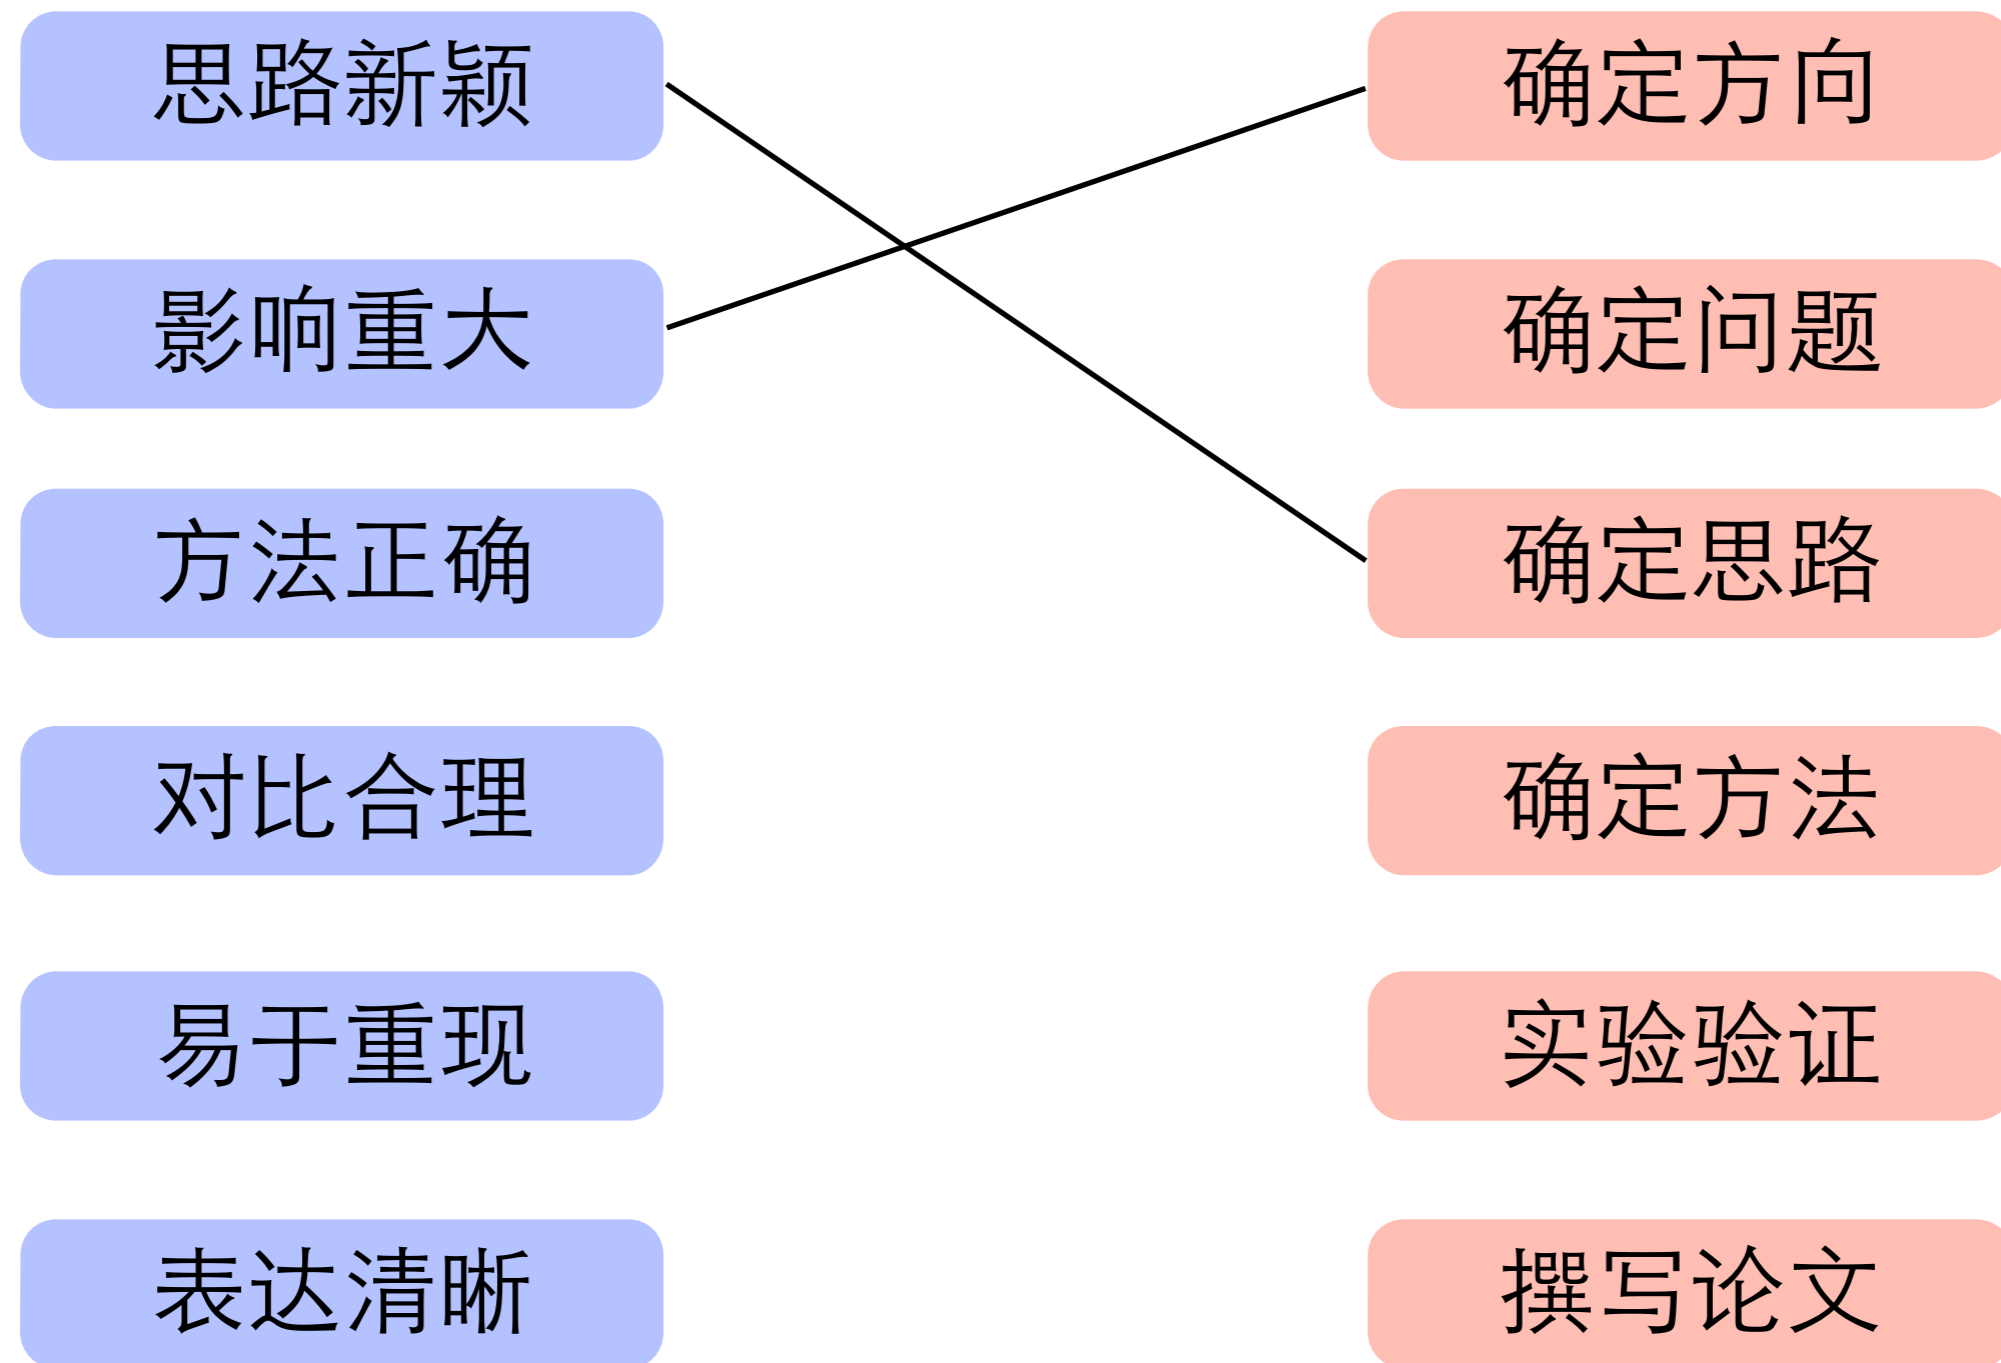 思路新颖
确定方向
影响重大
确定问题
方法正确
确定思路
对比合理
确定方法
易于重现
实验验证
表达清晰
撰写论文